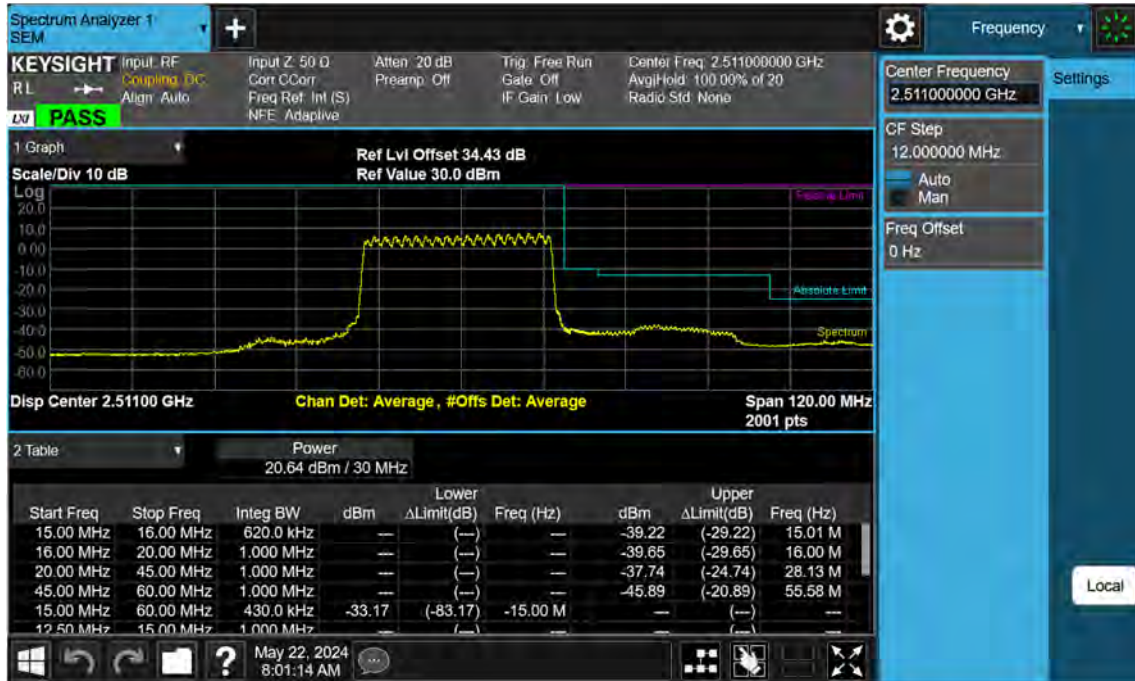 Spectrum Analyzer 1
SEM
Frequency
KEYSIGHT
RL
LXI
PASS
Input: RF
Coupling: DC
Align: Auto
Input Z: 50 Ω
Corr CCorr
Freq Ref: Int (S)
NFE: Adaptive
Atten: 20 dB
Preamp: Off
Trig: Free Run
Gate: Off
IF Gain: Low
Center Freq: 2.511000000 GHz
Avg|Hold: 100.00% of 20
Radio Std: None
Center Frequency
2.511000000 GHz
Settings
CF Step
12.000000 MHz
Auto
Man
Freq Offset
0 Hz
Local
1 Graph
Ref Lvl Offset 34.43 dB
Scale/Div 10 dB
Ref Value 30.0 dBm
Log
20.0
10.0
0.00
-10.0
-20.0
-30.0
-40.0
-50.0
-60.0
Absolute Limit
Spectrum
Disp Center 2.51100 GHz
Chan Det: Average, #Offs Det: Average
Span 120.00 MHz
2001 pts
2 Table
Power
20.64 dBm / 30 MHz
Lower Upper
Start Freq Stop Freq Integ BW dBm ΔLimit(dB) Freq (Hz) dBm ΔLimit(dB) Freq (Hz)
15.00 MHz 16.00 MHz 620.0 kHz --- (---) --- -39.22 (-29.22) 15.01 M
16.00 MHz 20.00 MHz 1.000 MHz --- (---) --- -39.65 (-29.65) 16.00 M
20.00 MHz 45.00 MHz 1.000 MHz --- (---) --- -37.74 (-24.74) 28.13 M
45.00 MHz 60.00 MHz 1.000 MHz --- (---) --- -45.89 (-20.89) 55.58 M
15.00 MHz 60.00 MHz 430.0 kHz -33.17 (-83.17) -15.00 M --- (---) ---
12.50 MHz 15.00 MHz 1.000 MHz --- (---) --- --- (---) ---
?
May 22, 2024
8:01:14 AM